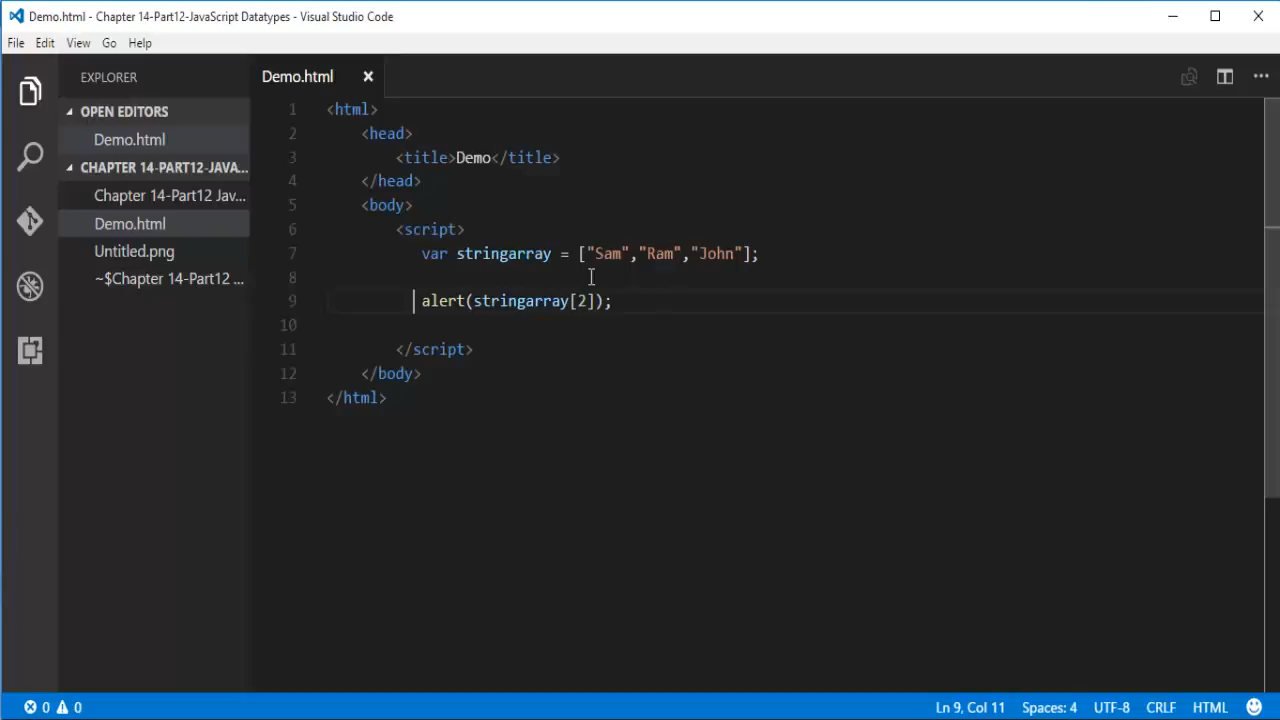 Demo.html - Chapter 14-Part12-JavaScript Datatypes - Visual Studio Code
File Edit View Go Help
EXPLORER
OPEN EDITORS
Demo.html
CHAPTER 14-PART12-JAVA...
Chapter 14-Part12 Jav...
Demo.html
Untitled.png
~$Chapter 14-Part12 ...
Demo.html
1 <html>
2 <head>
3 <title>Demo</title>
4 </head>
5 <body>
6 <script>
7 var stringarray = ["Sam","Ram","John"];
8
9 alert(stringarray[2]);
10
11 </script>
12 </body>
13 </html>
0 0 Ln 9, Col 11 Spaces: 4 UTF-8 CRLF HTML